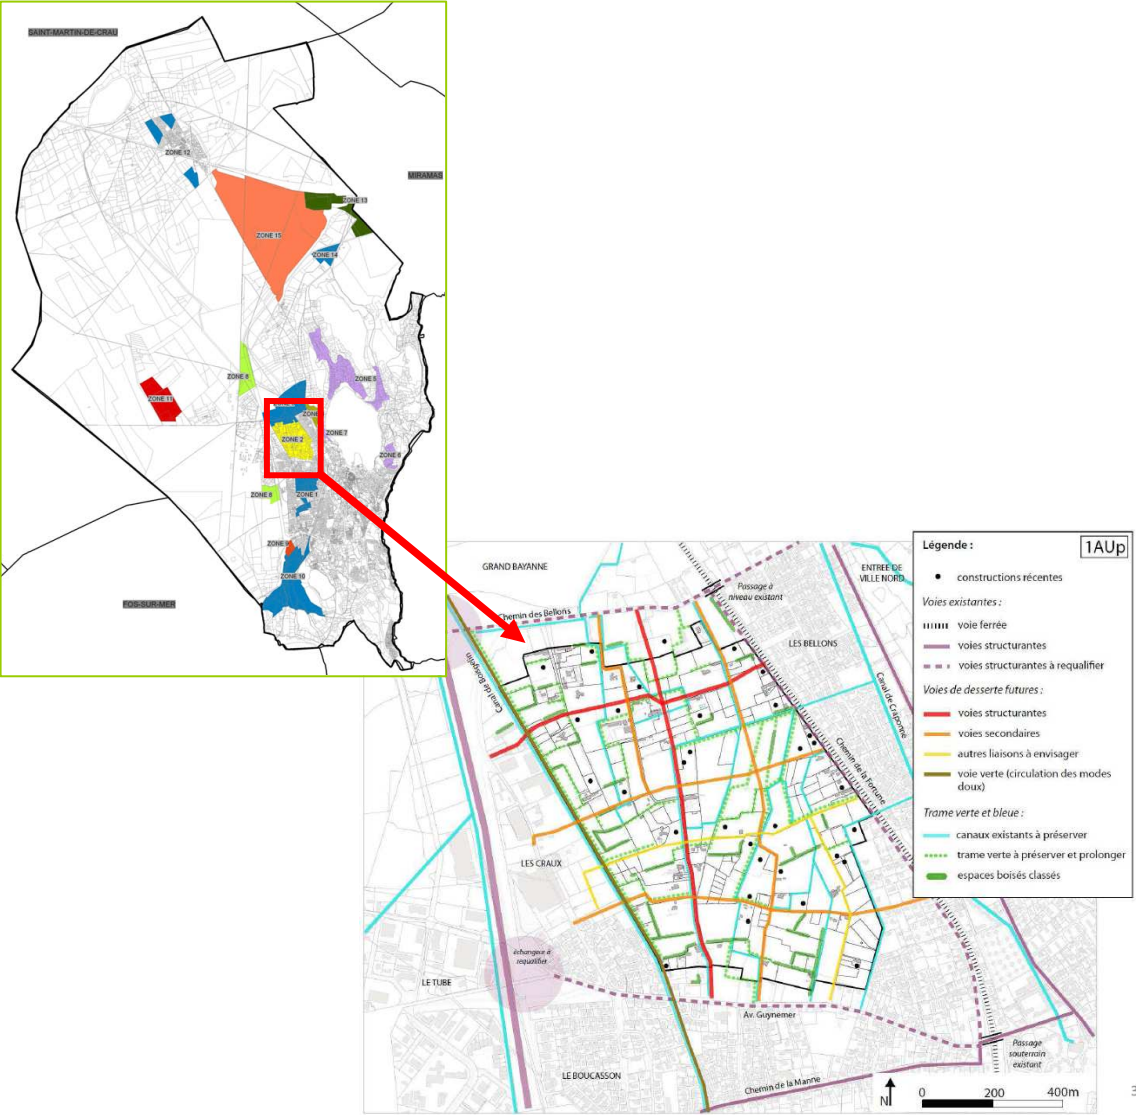 SAINT-MARTIN-DE-CRAU
MIRAMAS
ZONE 12
ZONE 13
ZONE 15
ZONE 14
ZONE 5
ZONE 8
ZONE 11
ZONE 2
ZONE 7
ZONE 6
ZONE 8
ZONE 1
ZONE 9
ZONE 10
FOS-SUR-MER
GRAND BAYANNE
ENTREE DE
VILLE NORD
Passage à
niveau existant
Chemin des Bellons
LES BELLONS
Canal de Boisgelin
Canal de Craponne
Chemin de la Fortune
LES CRAUX
échangeur à
requalifier
LE TUBE
Av. Guynemer
LE BOUCASSON
Chemin de la Manne
Passage
souterrain
existant
Légende :
1AUp
constructions récentes
Voies existantes :
voie ferrée
voies structurantes
voies structurantes à requalifier
Voies de desserte futures :
voies structurantes
voies secondaires
autres liaisons à envisager
voie verte (circulation des modes
doux)
Trame verte et bleue :
canaux existants à préserver
trame verte à préserver et prolonger
espaces boisés classés
N
0 200 400m
3